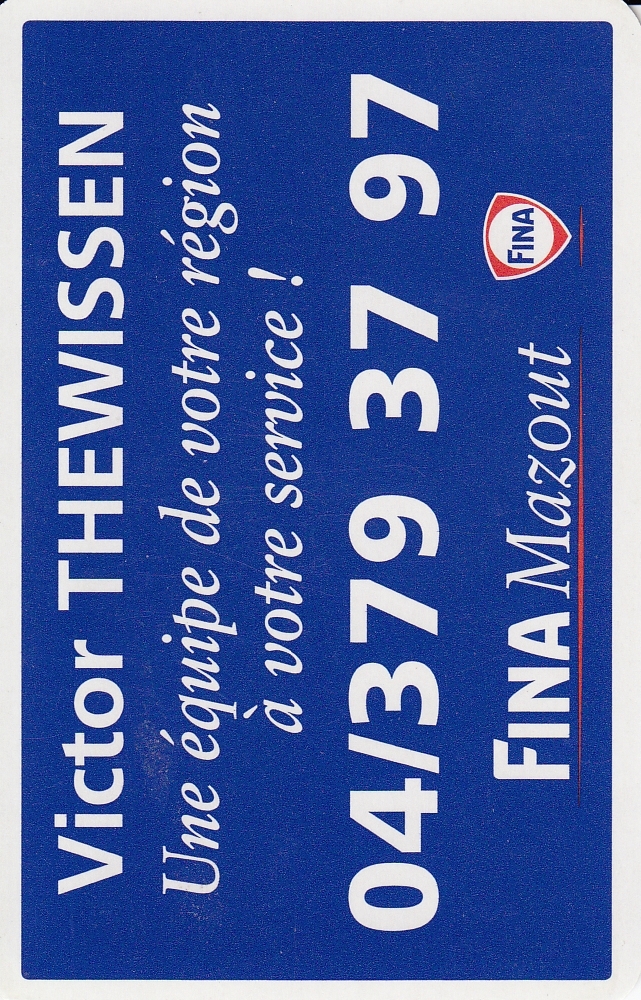 Victor THEWISSEN
Une équipe de votre région
à votre service !
04/379 37 97
FINA Mazout
FINA